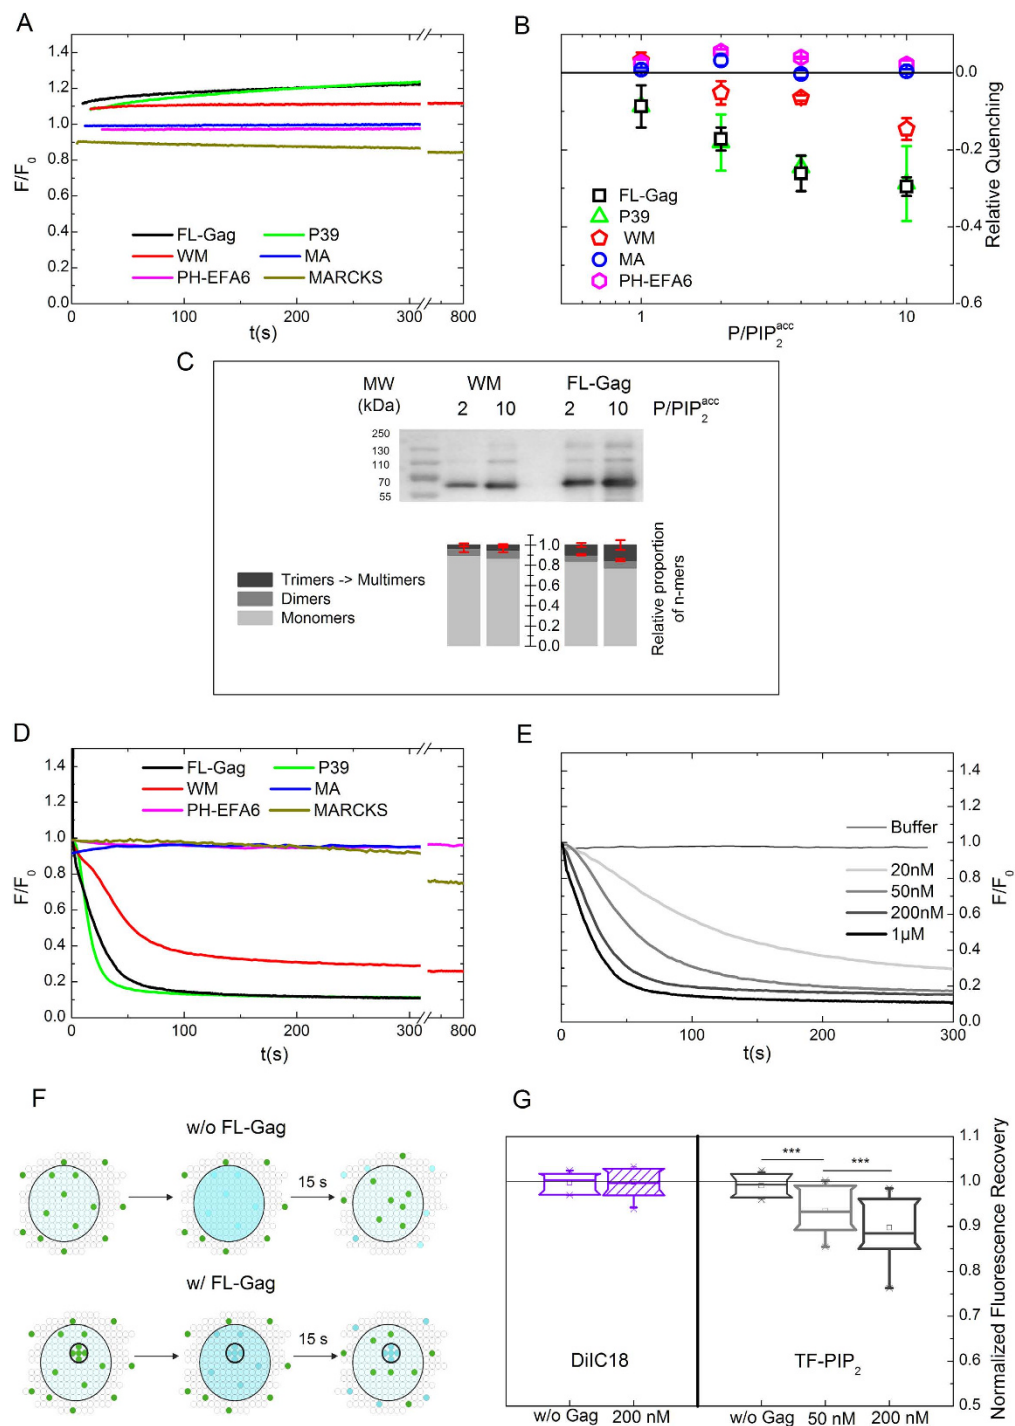 A
1.4
1.2
1.0
0.8
0.6
0.4
0.2
0.0
F/F0
FL-Gag
P39
WM
MA
PH-EFA6
MARCKS
0
100
200
300
800
t(s)
B
0.0
-0.2
-0.4
-0.6
Relative Quenching
FL-Gag
P39
WM
MA
PH-EFA6
1
10
P/PIP2acc
C
MW
(kDa)
WM
FL-Gag
2
10
2
10
P/PIP2acc
250
130
110
70
55
Trimers -> Multimers
Dimers
Monomers
1.0
0.8
0.6
0.4
0.2
0.0
Relative proportion
of n-mers
D
1.4
1.2
1.0
0.8
0.6
0.4
0.2
0.0
F/F0
FL-Gag
P39
WM
MA
PH-EFA6
MARCKS
0
100
200
300
800
t(s)
E
1.4
1.2
1.0
0.8
0.6
0.4
0.2
0.0
F/F0
Buffer
20nM
50nM
200nM
1µM
0
100
200
300
t(s)
F
w/o FL-Gag
15 s
w/ FL-Gag
15 s
G
1.1
1.0
0.9
0.8
0.7
0.6
0.5
Normalized Fluorescence Recovery
***
***
DiIC18
TF-PIP2
w/o Gag
200 nM
w/o Gag
50 nM
200 nM